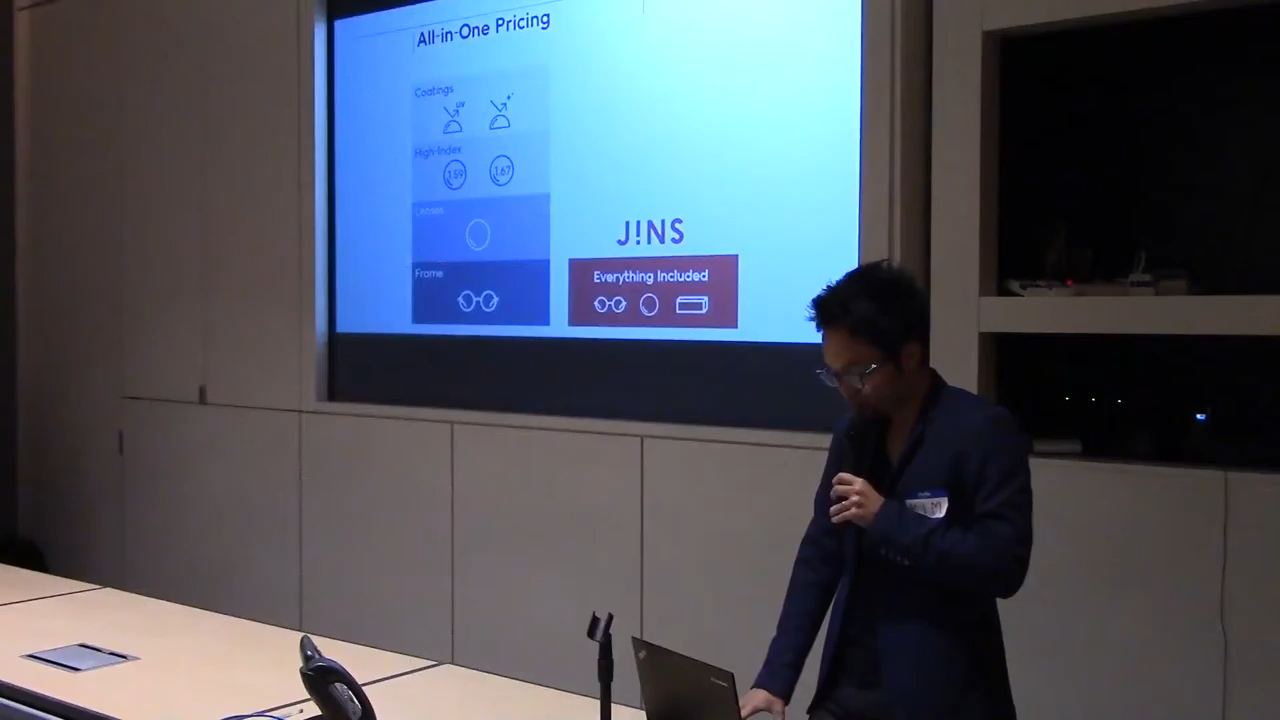 All-in-One Pricing
Coatings
UV
High-Index
1.59 1.67
Lenses
Frame
J!NS
Everything Included